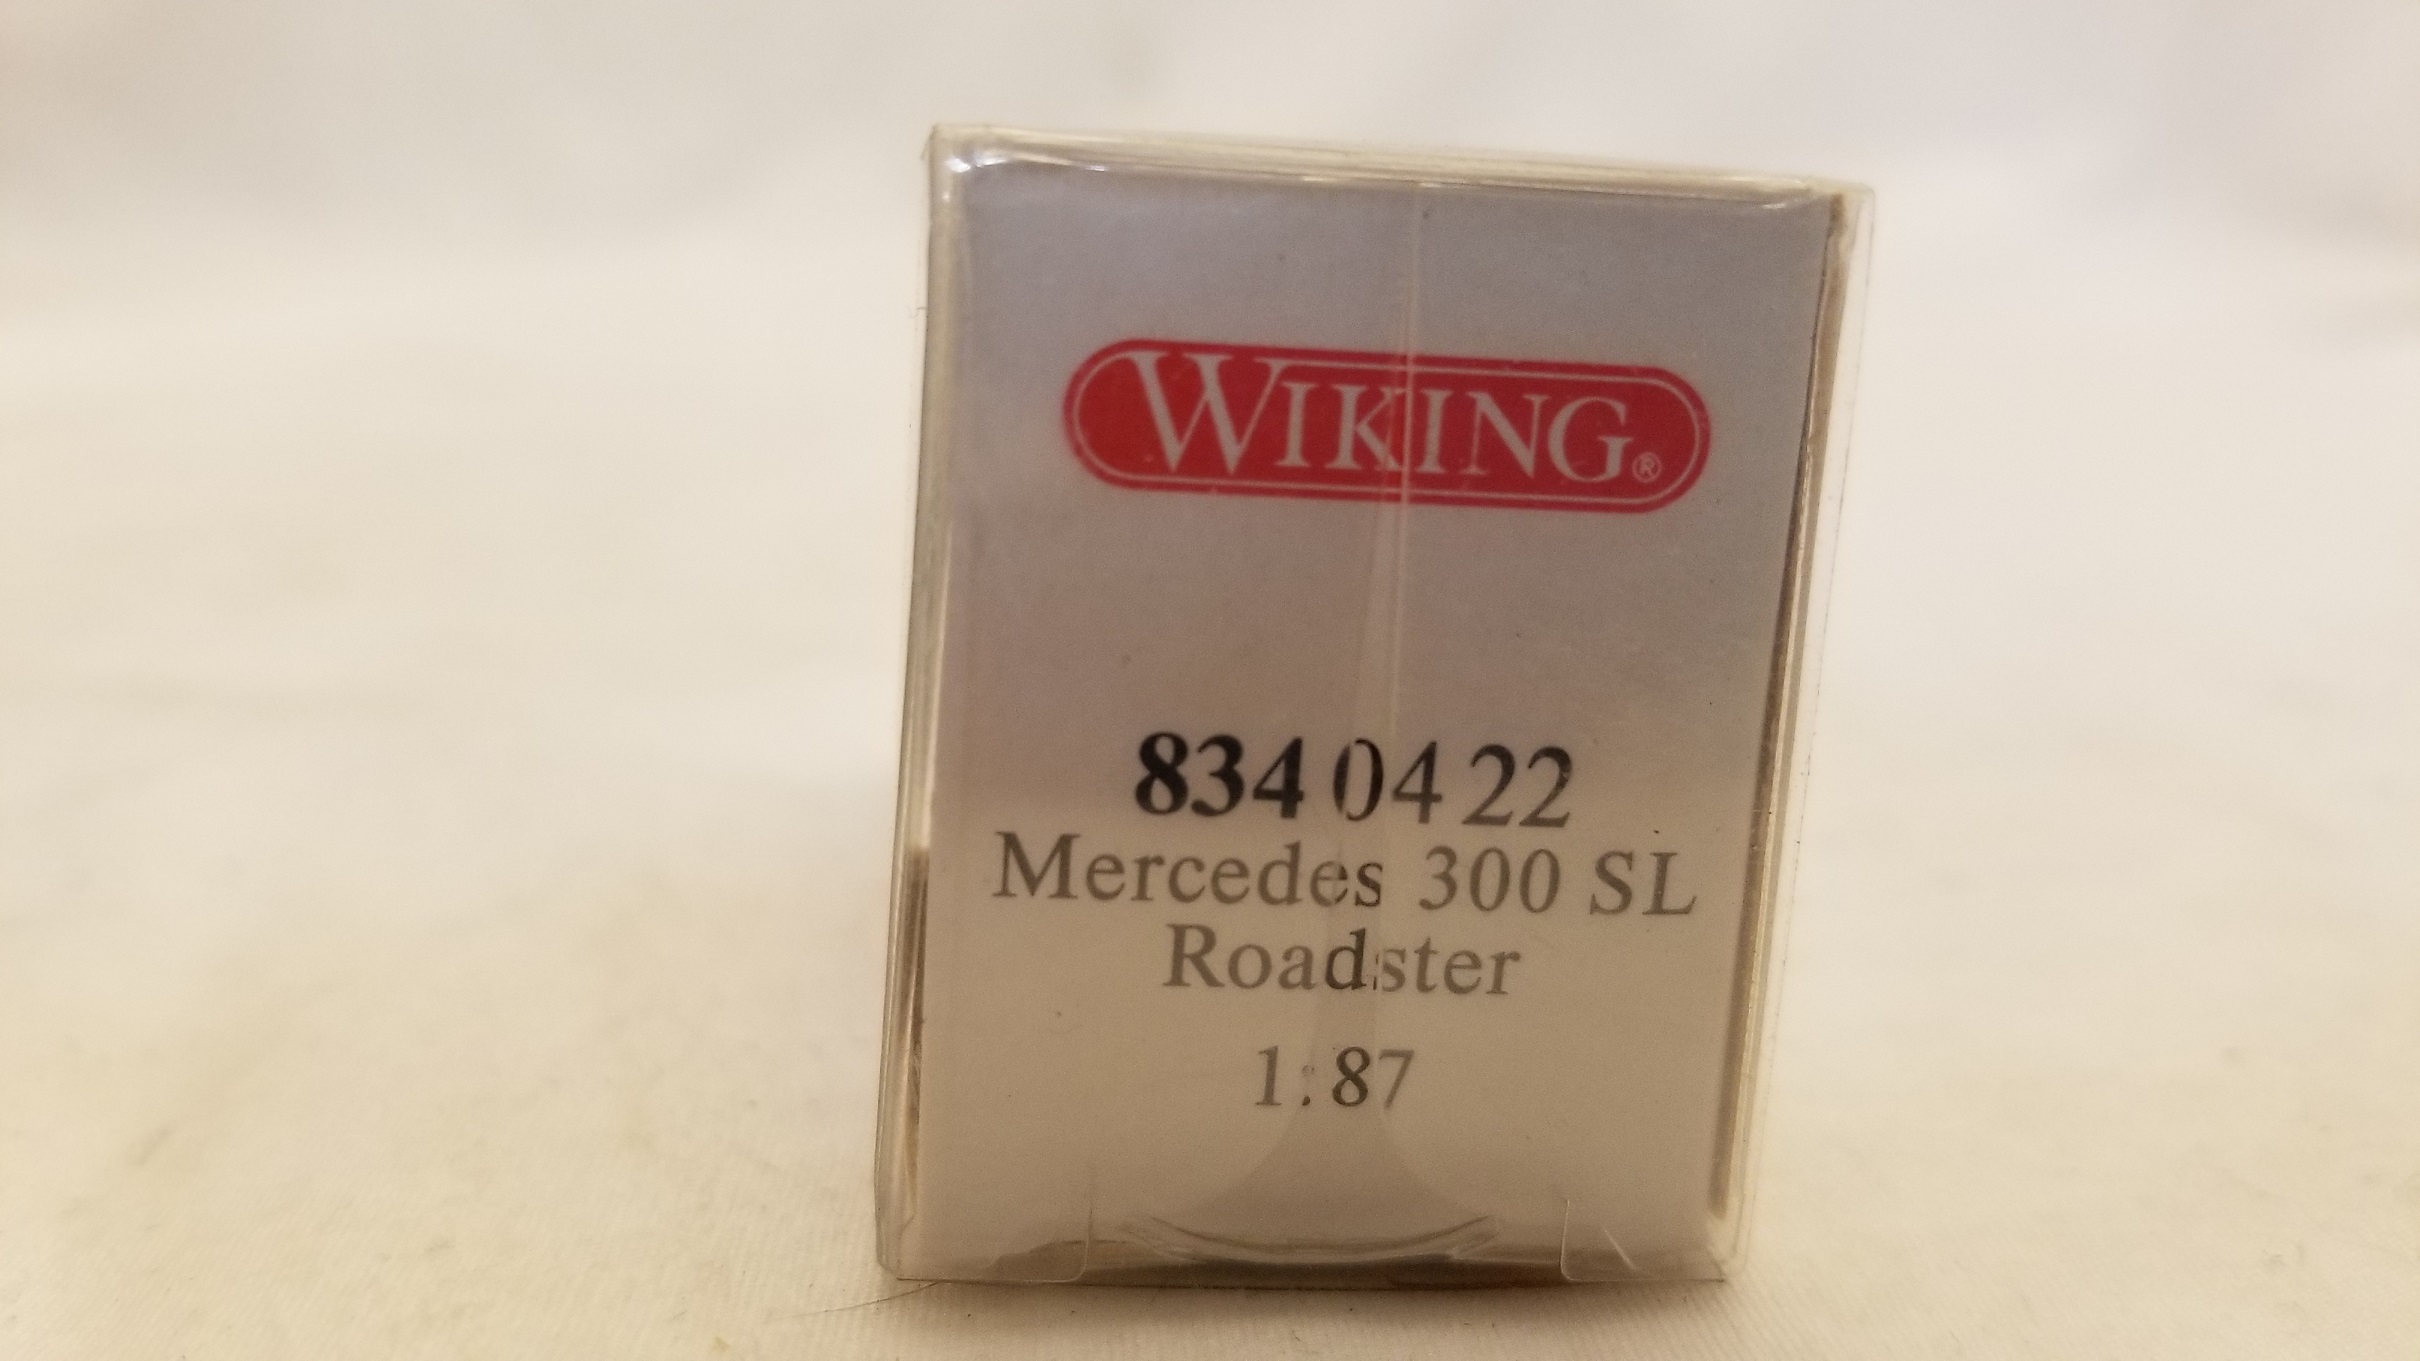 WIKING®
834 04 22
Mercedes 300 SL
Roadster
1:87